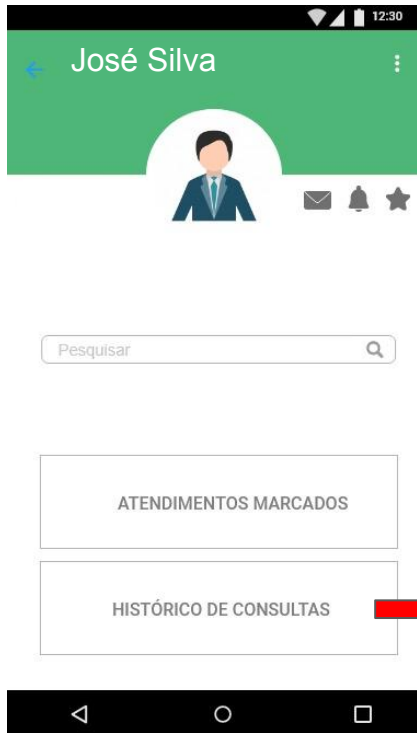 12:30
José Silva
Pesquisar
ATENDIMENTOS MARCADOS
HISTÓRICO DE CONSULTAS